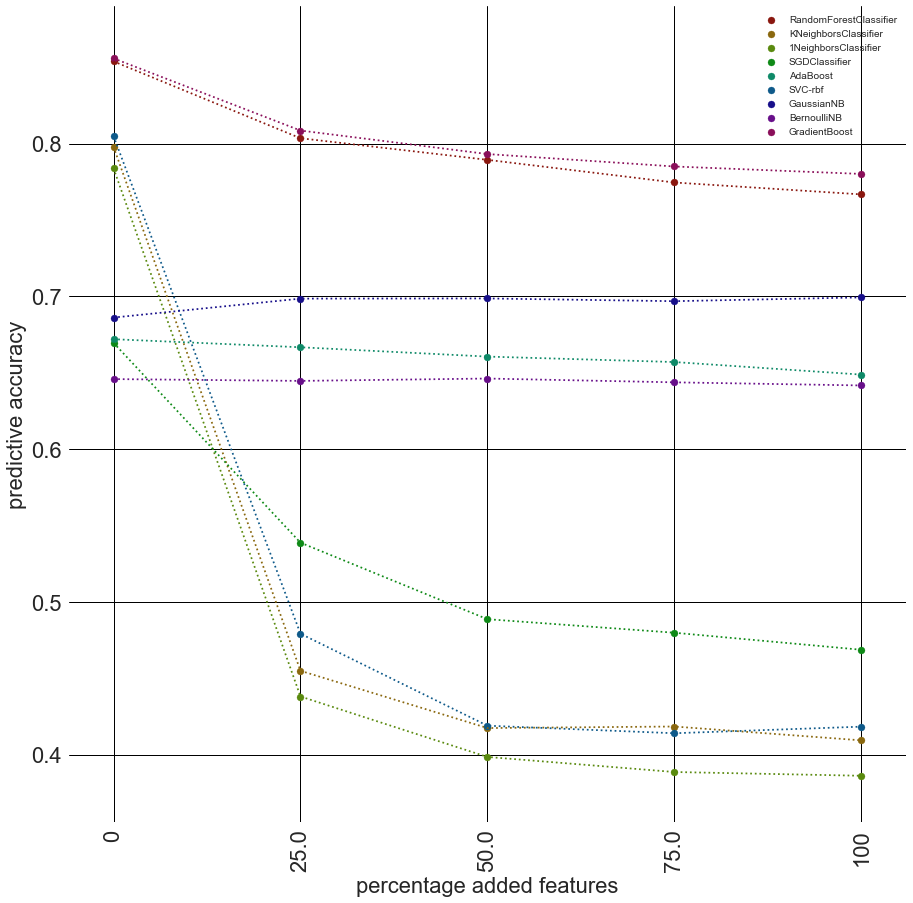 RandomForestClassifier
KNeighborsClassifier
1NeighborsClassifier
SGDClassifier
AdaBoost
SVC-rbf
GaussianNB
BernoulliNB
GradientBoost
0.8
0.7
0.6
0.5
0.4
predictive accuracy
0
25.0
50.0
75.0
100
percentage added features